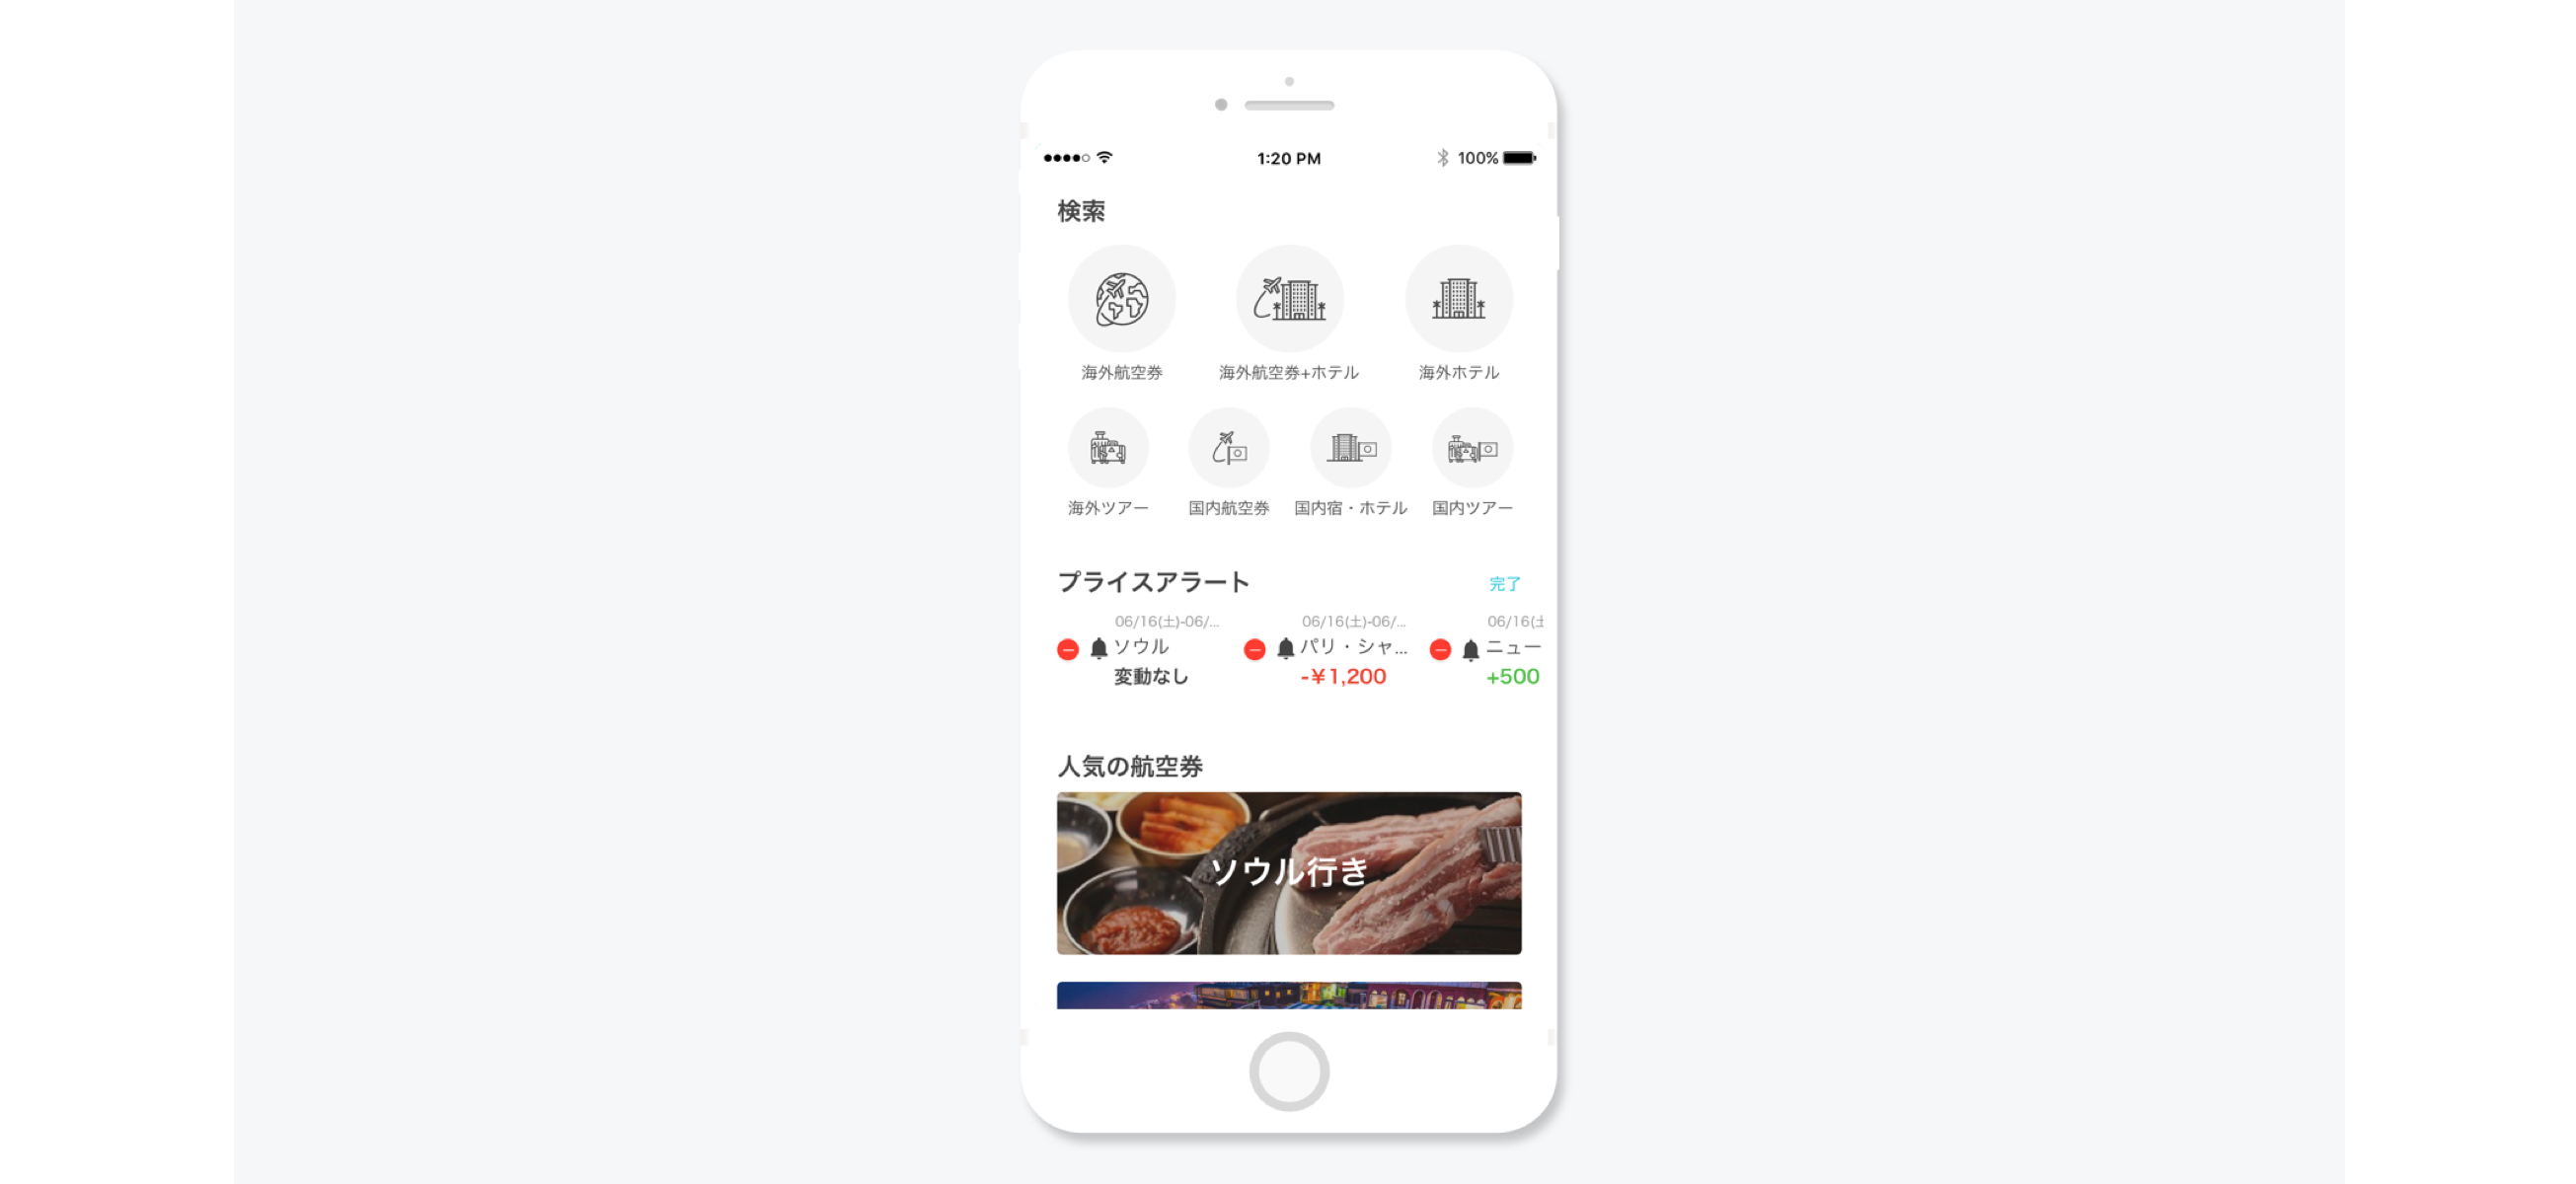 1:20 PM 100%
検索
海外航空券 海外航空券+ホテル 海外ホテル
海外ツアー 国内航空券 国内宿・ホテル 国内ツアー
プライスアラート 完了
06/16(土)-06/... 06/16(土)-06/... 06/16(土
ソウル パリ・シャ... ニュー
変動なし -¥1,200 +500
人気の航空券
ソウル行き